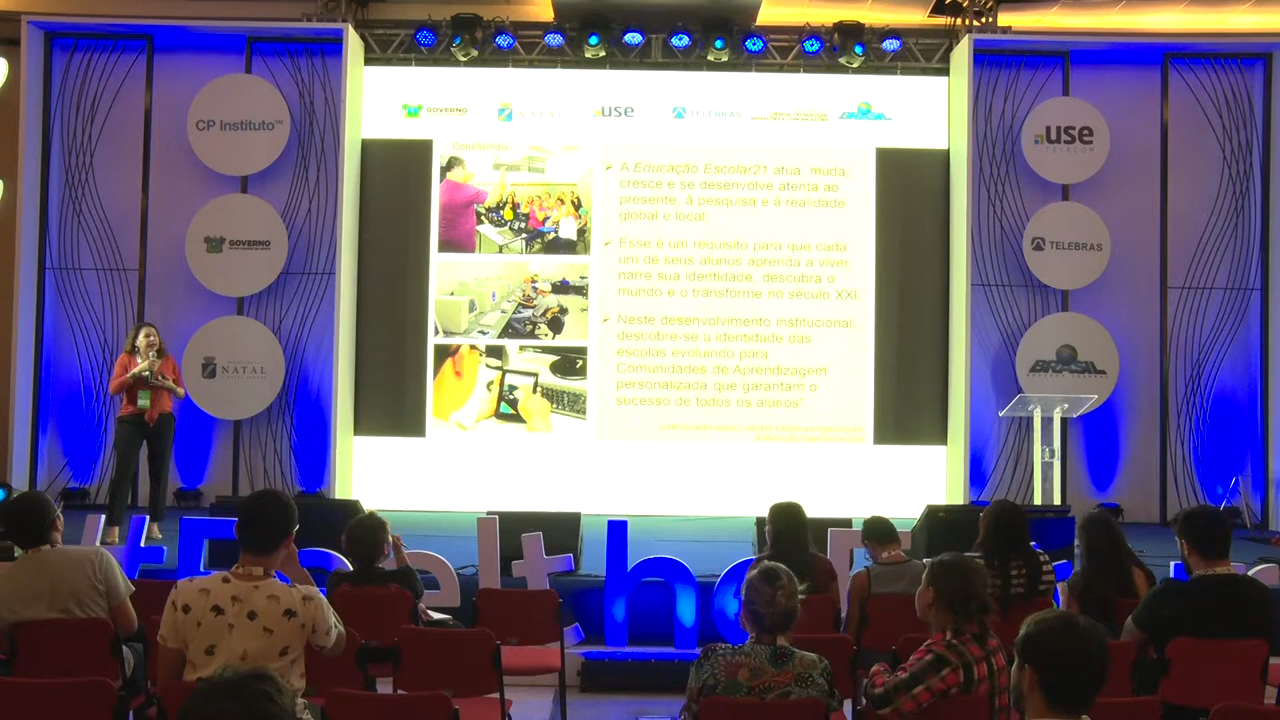 GOVERNO
NATAL
use
TELEBRAS
CP Instituto™
GOVERNO
NATAL
use
TELECOM
TELEBRAS
BRASIL
Concluindo
A Educação Escolar21 atua, muda,
cresce e se desenvolve atenta ao
presente, à pesquisa e à realidade
global e local;
Esse é um requisito para que cada
um de seus alunos aprenda a viver,
narre sua identidade, descubra o
mundo e o transforme no século XXI.
Neste desenvolvimento institucional,
descobre-se a identidade das
escolas evoluindo para
Comunidades de Aprendizagem
personalizada que garantam o
sucesso de todos os alunos"